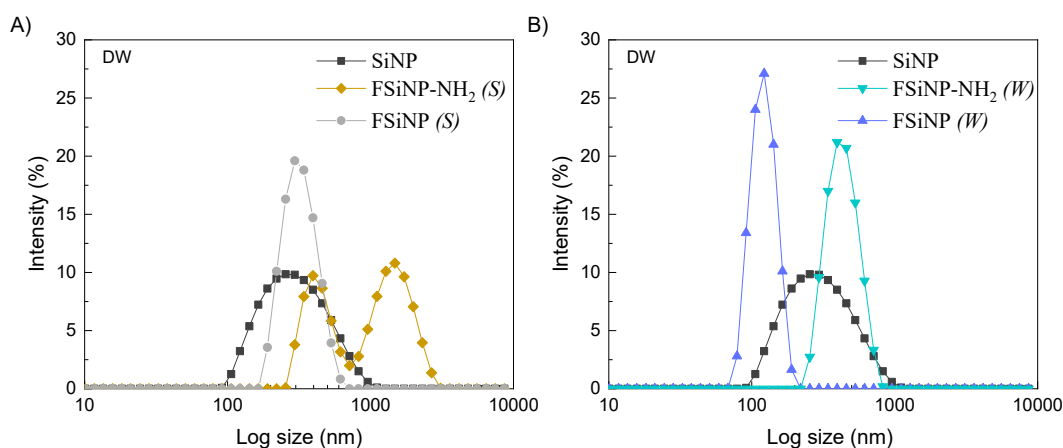 A)
30
25
20
15
10
5
0
Intensity (%)
DW
SiNP
FSiNP-NH₂ (S)
FSiNP (S)
10
100
1000
10000
Log size (nm)
B)
30
25
20
15
10
5
0
Intensity (%)
DW
SiNP
FSiNP-NH₂ (W)
FSiNP (W)
10
100
1000
10000
Log size (nm)